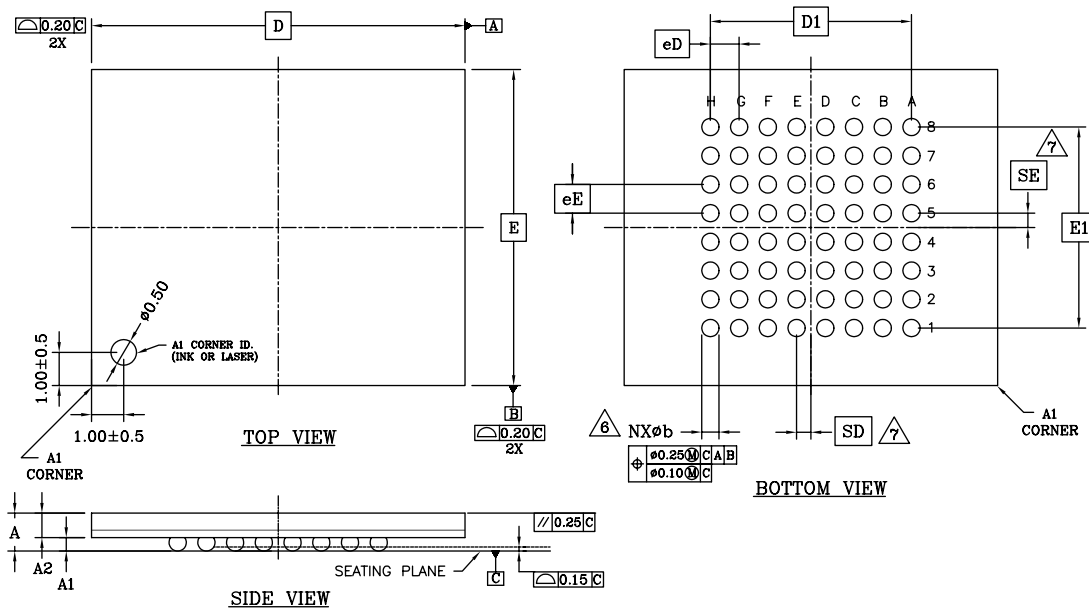 ⌓ 0.20 C
2X
D
A
E
ø0.50
A1 CORNER ID.
(INK OR LASER)
1.00±0.5
1.00±0.5
A1
CORNER
TOP VIEW
B
⌓ 0.20 C
2X
D1
eD
H G F E D C B A
8
7
6
5
4
3
2
1
eE
7
SE
E1
6
NXøb
⌖ ø0.25Ⓜ C A B
ø0.10Ⓜ C
SD
7
A1
CORNER
BOTTOM VIEW
A
A2
A1
// 0.25 C
SEATING PLANE
C
⌓ 0.15 C
SIDE VIEW